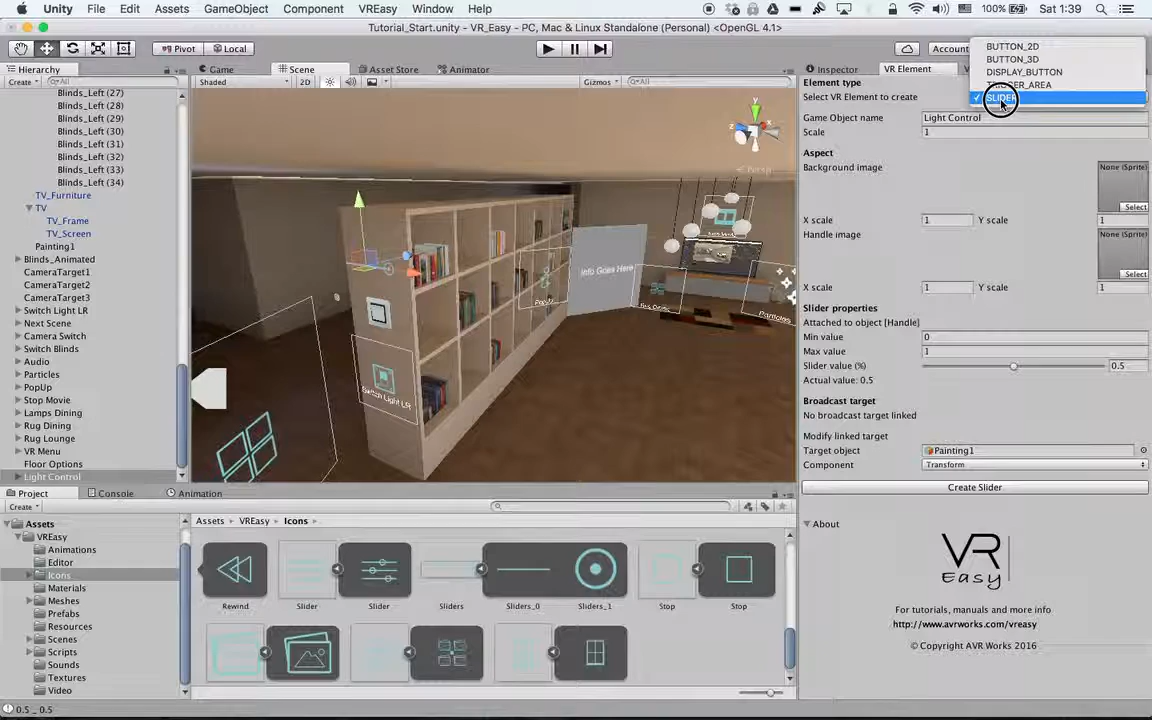 Unity File Edit Assets GameObject Component VREasy Window Help 100% Sat 1:39
Tutorial_Start.unity - VR_Easy - PC, Mac & Linux Standalone (Personal) <OpenGL 4.1>
Pivot Local Account
BUTTON_2D
BUTTON_3D
DISPLAY_BUTTON
TRIGGER_AREA
SLIDER
Hierarchy Game Scene Asset Store Animator Inspector VR Element
Create All Shaded 2D Gizmos All
Blinds_Left (27)
Blinds_Left (28)
Blinds_Left (29)
Blinds_Left (30)
Blinds_Left (31)
Blinds_Left (32)
Blinds_Left (33)
Blinds_Left (34)
TV_Furniture
TV
TV_Frame
TV_Screen
Painting1
Blinds_Animated
CameraTarget1
CameraTarget2
CameraTarget3
Switch Light LR
Next Scene
Camera Switch
Switch Blinds
Audio
Particles
PopUp
Stop Movie
Lamps Dining
Rug Dining
Rug Lounge
VR Menu
Floor Options
Light Control
y
z
Persp
Info Goes Here
PopUp
Particles
Switch Light LR
Element type
Select VR Element to create
Game Object name Light Control
Scale 1
Aspect
Background image None (Sprite)
Select
X scale 1 Y scale 1
Handle image None (Sprite)
Select
X scale 1 Y scale 1
Slider properties
Attached to object [Handle]
Min value 0
Max value 1
Slider value (%) 0.5
Actual value: 0.5
Broadcast target
No broadcast target linked
Modify linked target
Target object Painting1
Component Transform
Create Slider
About
VR
Easy
For tutorials, manuals and more info
http://www.avrworks.com/vreasy
© Copyright AVR Works 2016
Project Console Animation
Create
Assets
VREasy
Animations
Editor
Icons
Materials
Meshes
Prefabs
Resources
Scenes
Scripts
Sounds
Textures
Video
Assets VREasy Icons
Rewind Slider Slider Sliders Sliders_0 Sliders_1 Stop Stop
0.5 _ 0.5